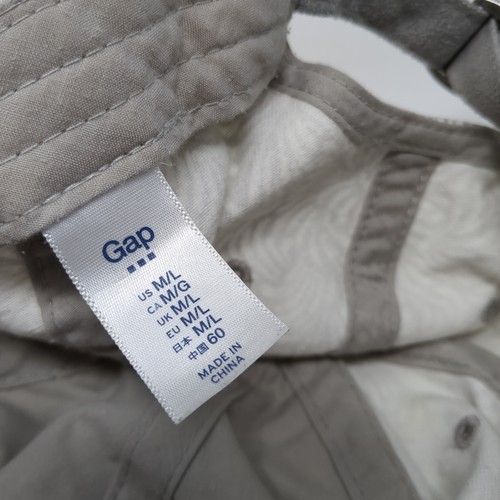 Gap
US M/L
CA M/G
UK M/L
EU M/L
日本 M/L
中国 60
MADE IN
CHINA